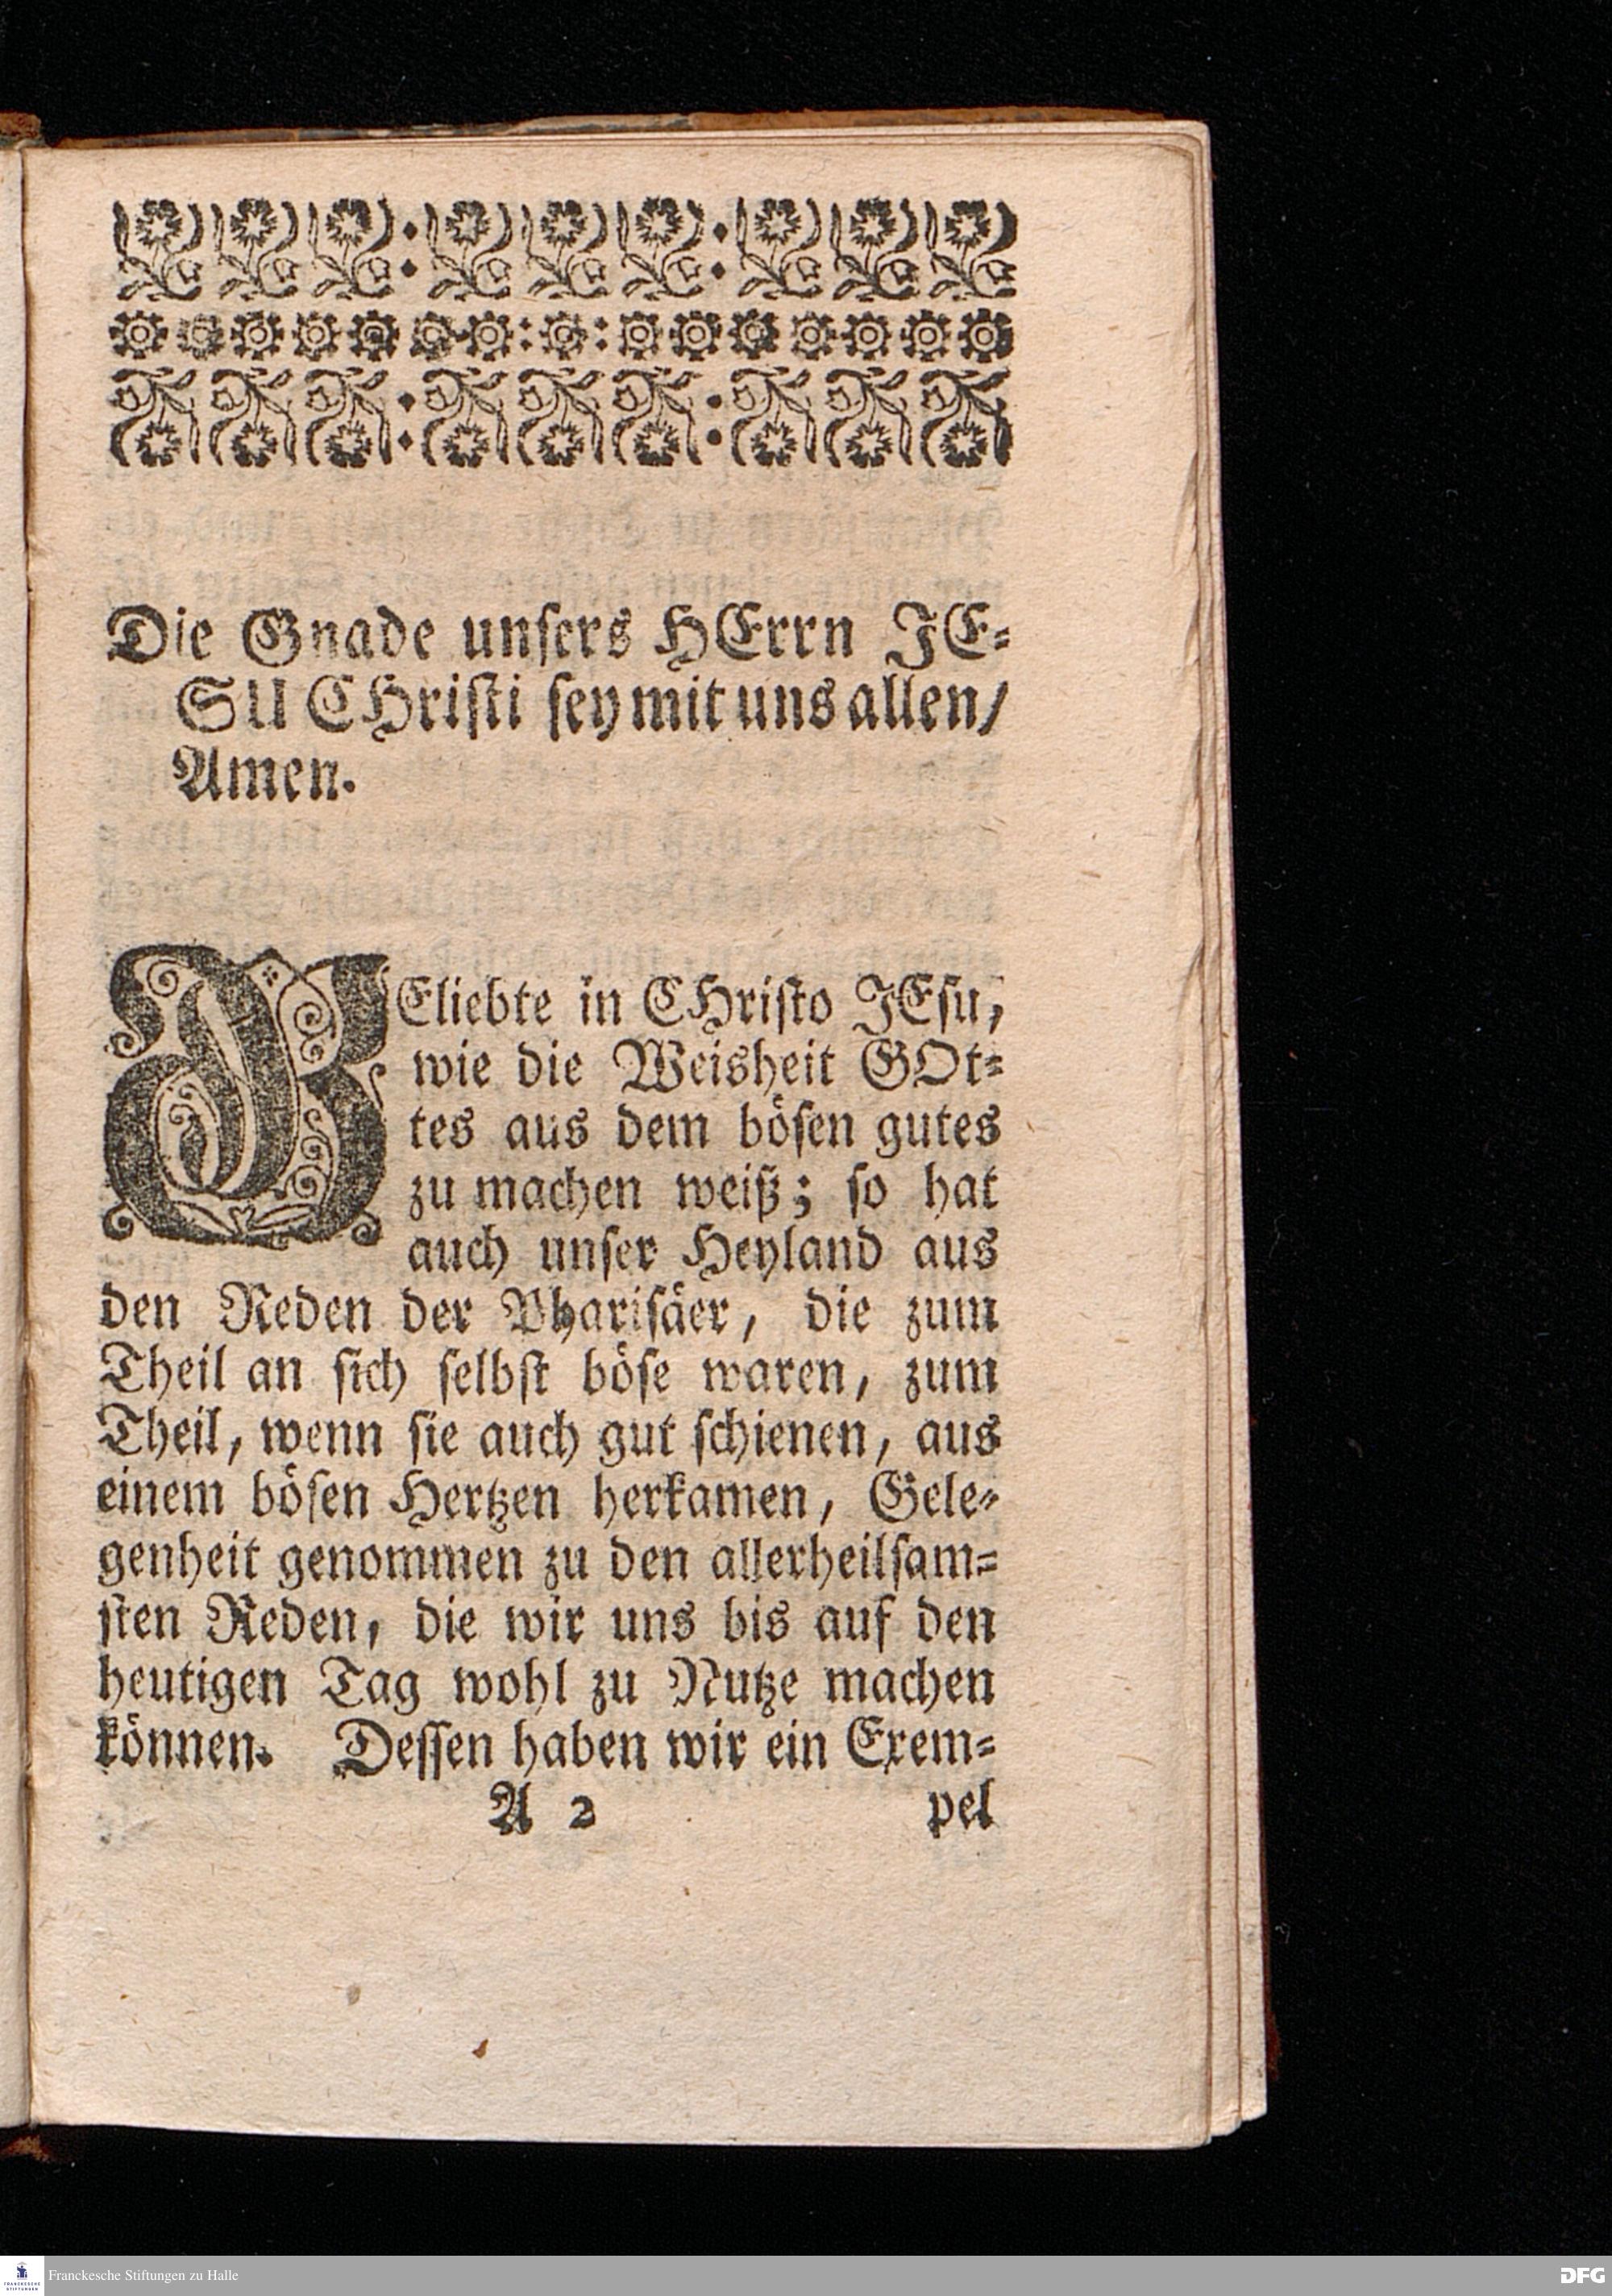 Die Gnade unsers HErrn JE-
SU CHristi sey mit uns allen/
Amen.
GEliebte in CHristo JEsu,
wie die Weisheit GOt-
tes aus dem bösen gutes
zu machen weiß; so hat
auch unser Heyland aus
den Reden der Pharisäer, die zum
Theil an sich selbst böse waren, zum
Theil, wenn sie auch gut schienen, aus
einem bösen Hertzen herkamen, Gele-
genheit genommen zu den allerheilsam-
sten Reden, die wir uns bis auf den
heutigen Tag wohl zu Nutze machen
können. Dessen haben wir ein Exem-
A 2 pel
FRANCKESCHE
STIFTUNGEN
Franckesche Stiftungen zu Halle
DFG